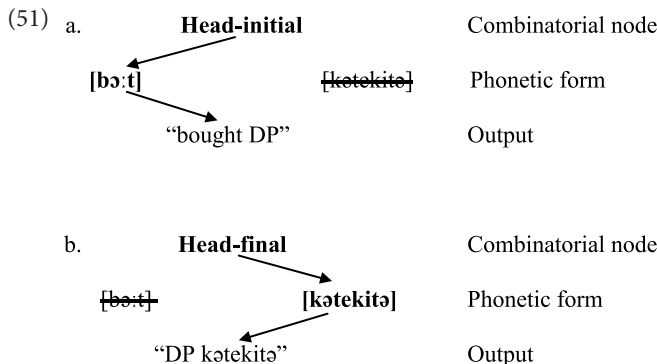 (51) a. Head-initial Combinatorial node
[bɔːt] [kətekitə] Phonetic form
“bought DP” Output
b. Head-final Combinatorial node
[bɔːt] [kətekitə] Phonetic form
“DP kətekitə” Output